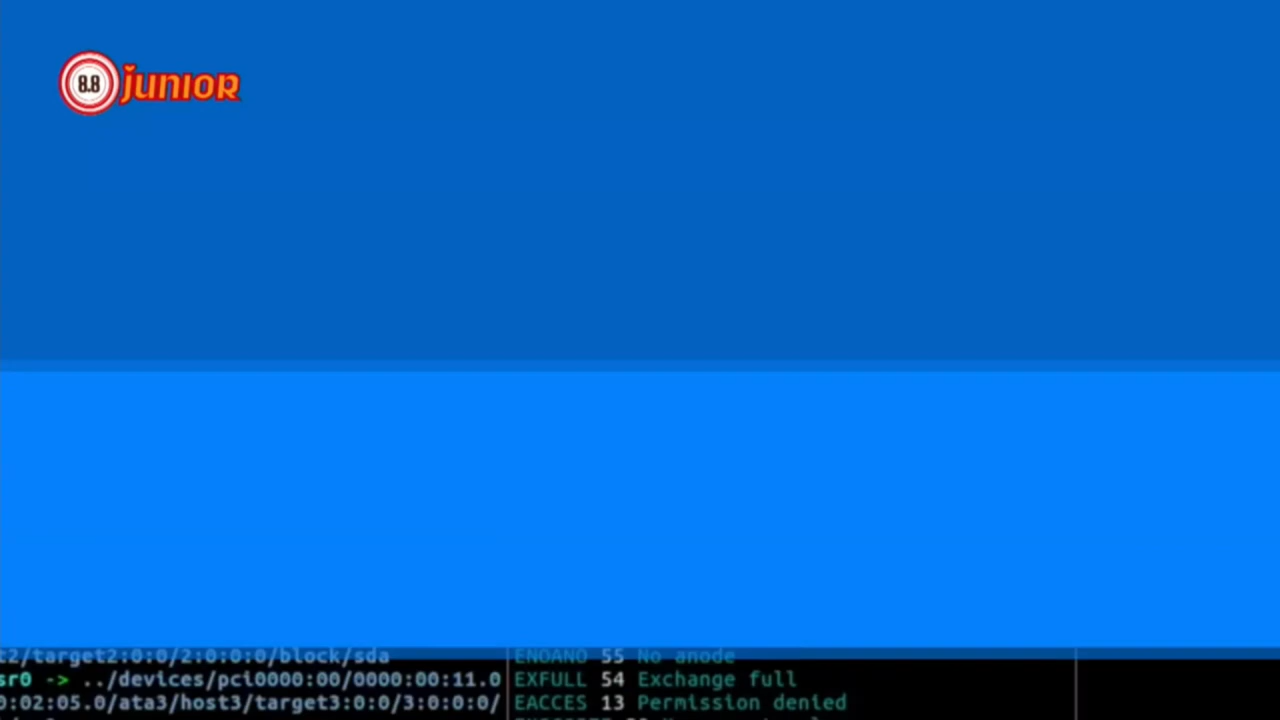 8.8 JUNIOR
t2/target2:0:0/2:0:0:0/block/sda
ENOANO 55 No anode
sr0 -> ../devices/pci0000:00/0000:00:11.0
EXFULL 54 Exchange full
0:02:05.0/ata3/host3/target3:0:0/3:0:0:0/
EACCES 13 Permission denied